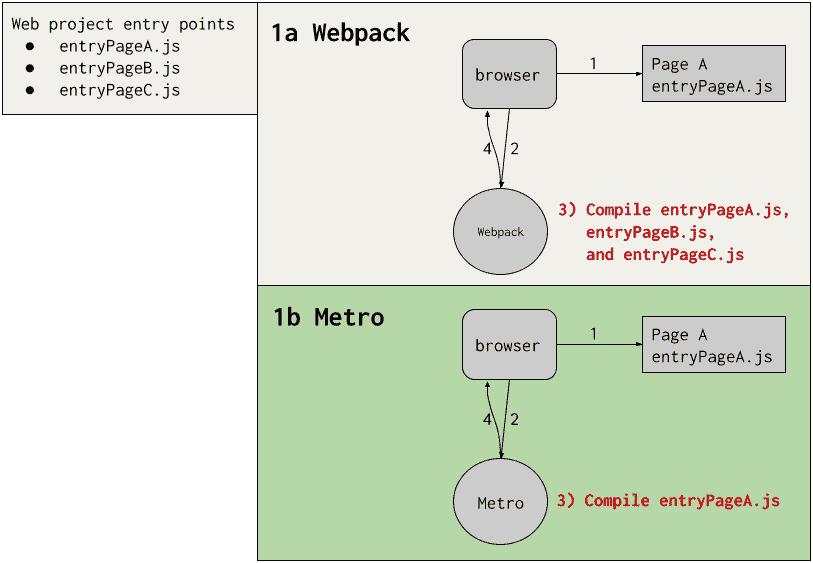 Web project entry points
● entryPageA.js
● entryPageB.js
● entryPageC.js
1a Webpack
browser
1
Page A
entryPageA.js
4
2
Webpack
3) Compile entryPageA.js,
entryPageB.js,
and entryPageC.js
1b Metro
browser
1
Page A
entryPageA.js
4
2
Metro
3) Compile entryPageA.js